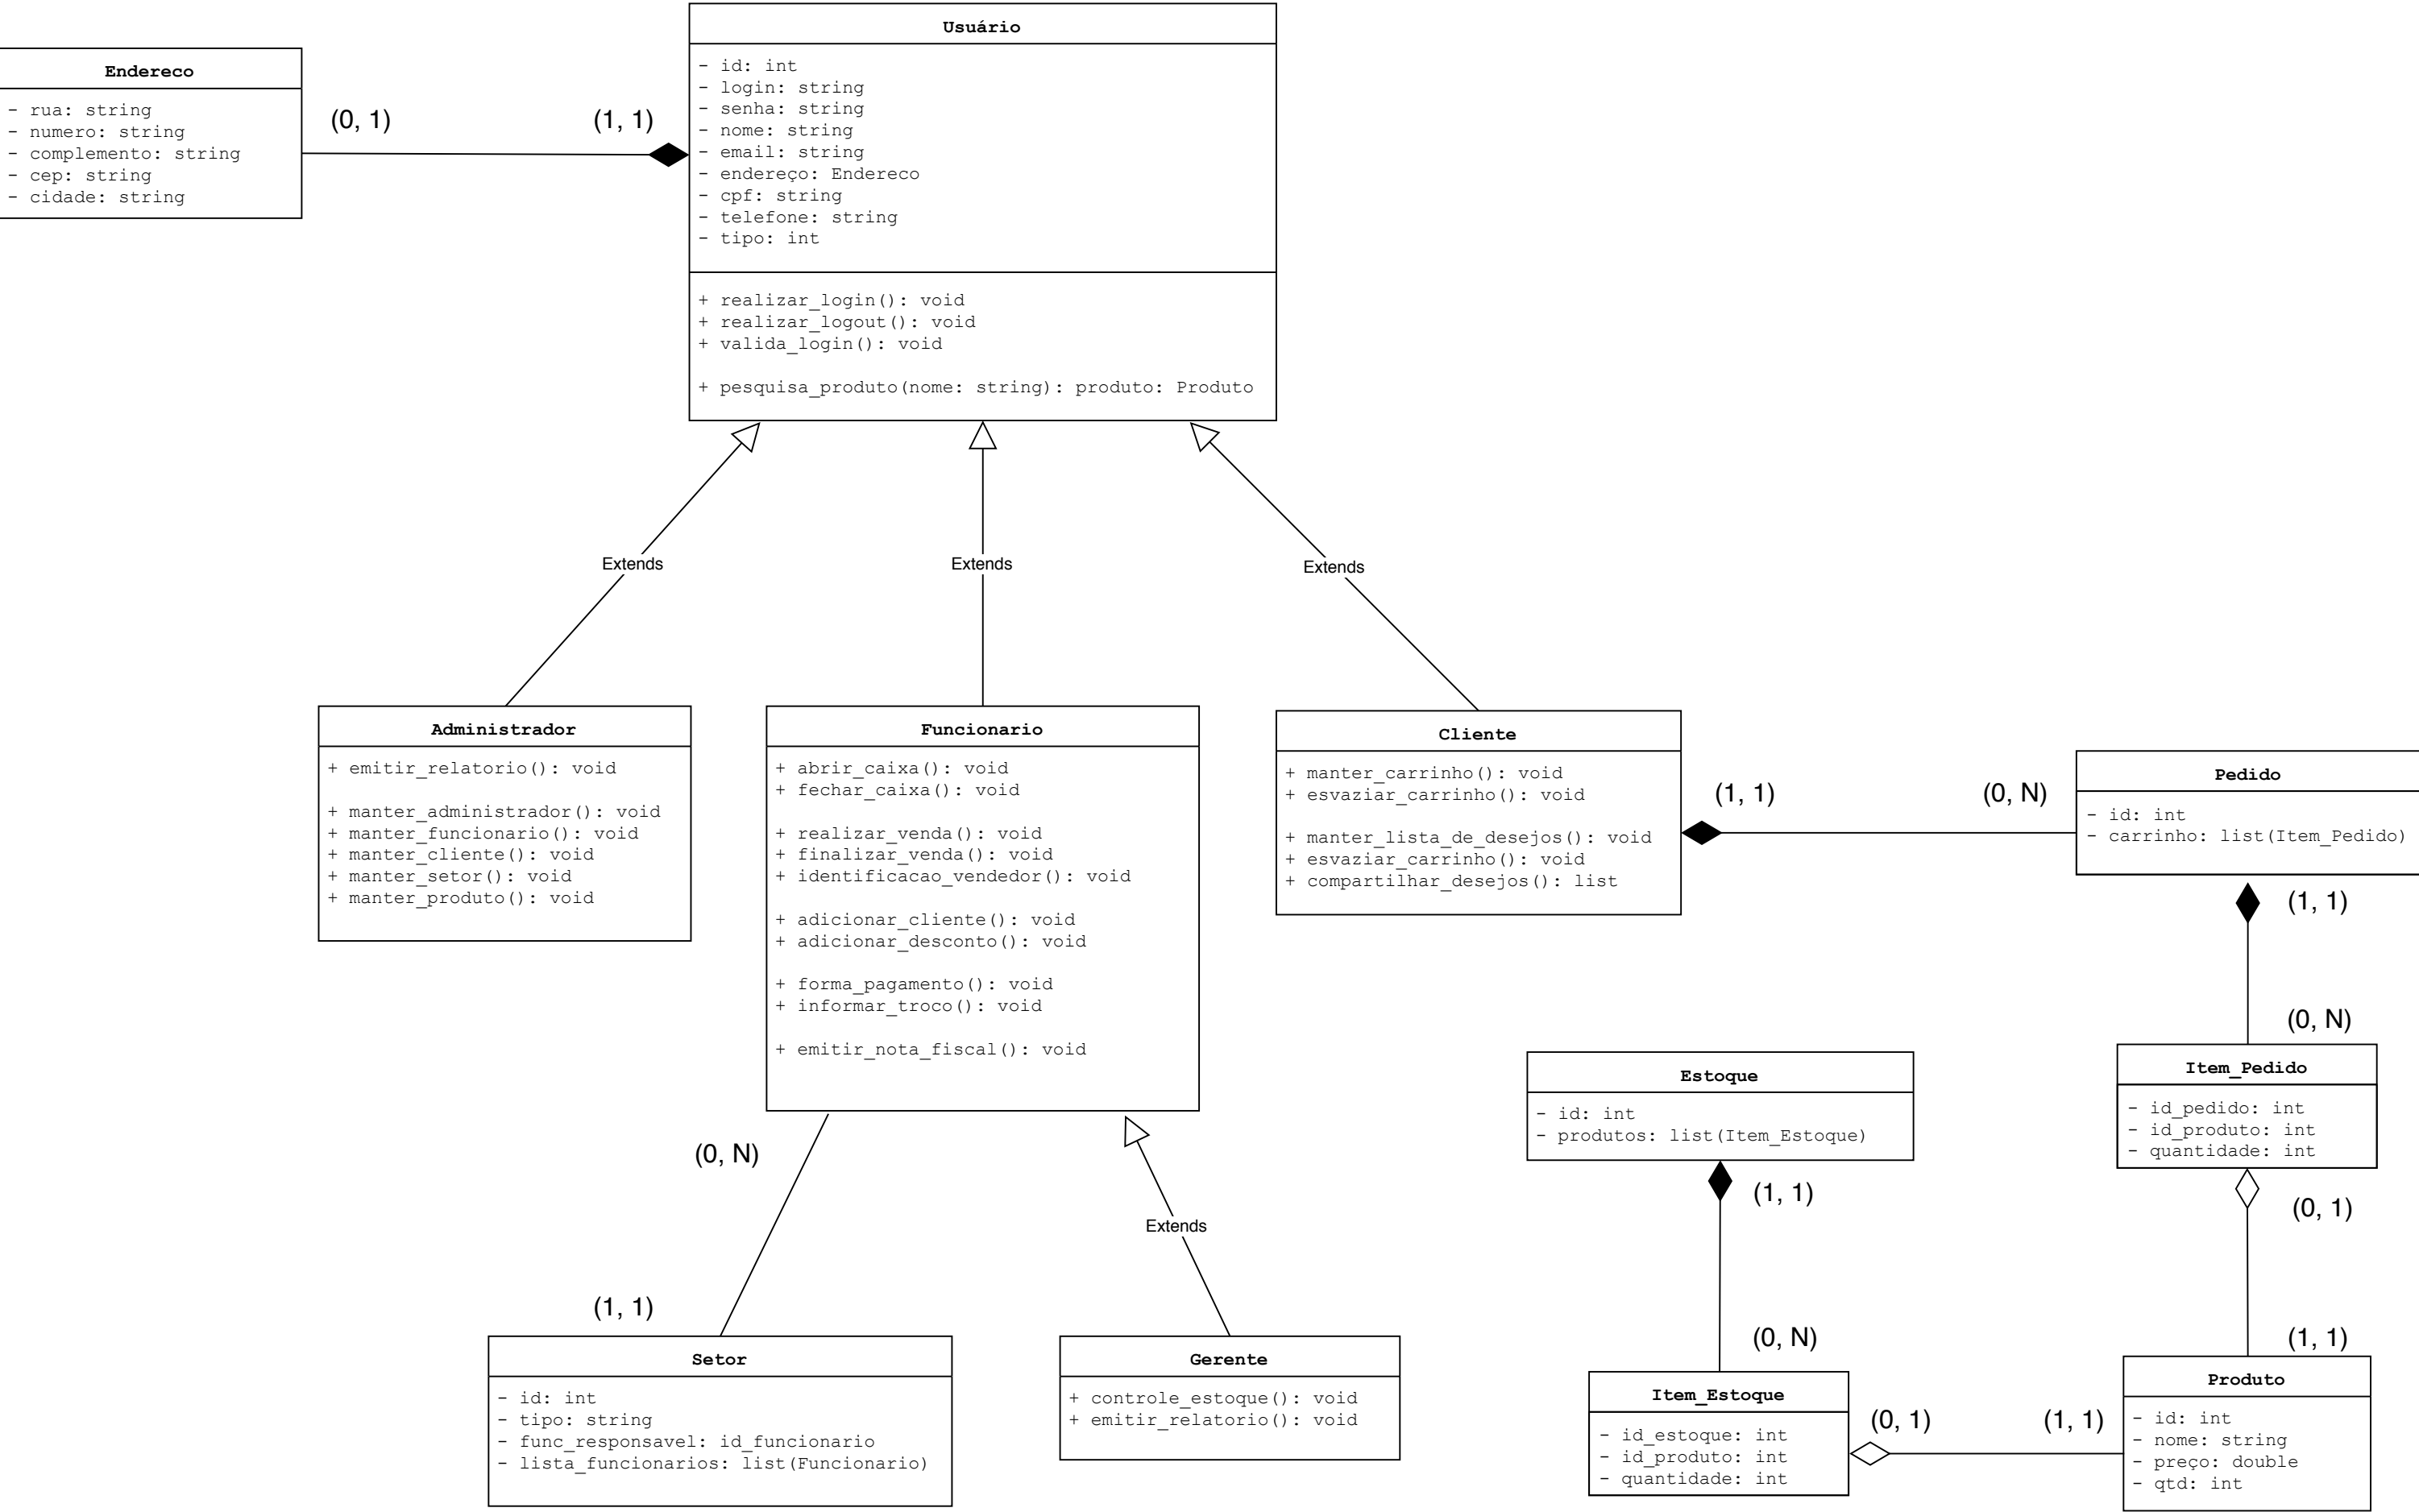 Usuário
- id: int
- login: string
- senha: string
- nome: string
- email: string
- endereço: Endereco
- cpf: string
- telefone: string
- tipo: int
+ realizar_login(): void
+ realizar_logout(): void
+ valida_login(): void
+ pesquisa_produto(nome: string): produto: Produto
Endereco
- rua: string
- numero: string
- complemento: string
- cep: string
- cidade: string
(0, 1)
(1, 1)
Extends
Extends
Extends
Administrador
+ emitir_relatorio(): void
+ manter_administrador(): void
+ manter_funcionario(): void
+ manter_cliente(): void
+ manter_setor(): void
+ manter_produto(): void
Funcionario
+ abrir_caixa(): void
+ fechar_caixa(): void
+ realizar_venda(): void
+ finalizar_venda(): void
+ identificacao_vendedor(): void
+ adicionar_cliente(): void
+ adicionar_desconto(): void
+ forma_pagamento(): void
+ informar_troco(): void
+ emitir_nota_fiscal(): void
Cliente
+ manter_carrinho(): void
+ esvaziar_carrinho(): void
+ manter_lista_de_desejos(): void
+ esvaziar_carrinho(): void
+ compartilhar_desejos(): list
(1, 1)
(0, N)
Pedido
- id: int
- carrinho: list(Item_Pedido)
(1, 1)
(0, N)
Item_Pedido
- id_pedido: int
- id_produto: int
- quantidade: int
(0, 1)
(1, 1)
Estoque
- id: int
- produtos: list(Item_Estoque)
(1, 1)
(0, N)
(0, N)
(1, 1)
Extends
Setor
- id: int
- tipo: string
- func_responsavel: id_funcionario
- lista_funcionarios: list(Funcionario)
Gerente
+ controle_estoque(): void
+ emitir_relatorio(): void
Item_Estoque
- id_estoque: int
- id_produto: int
- quantidade: int
(0, 1)
(1, 1)
Produto
- id: int
- nome: string
- preço: double
- qtd: int